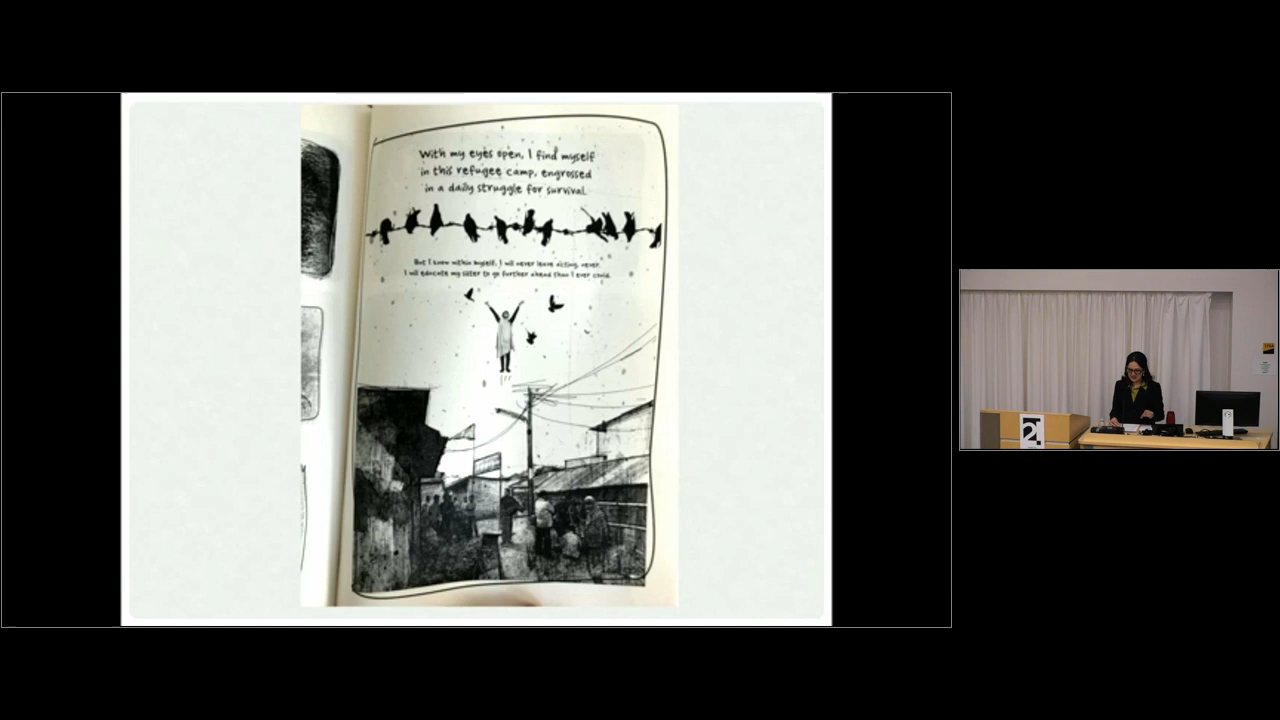 With my eyes open, I find myself
in this refugee camp, engrossed
in a daily struggle for survival.
But I know within myself, I will never leave acting, never.
I will educate my sister to go further ahead than I ever could.
2.